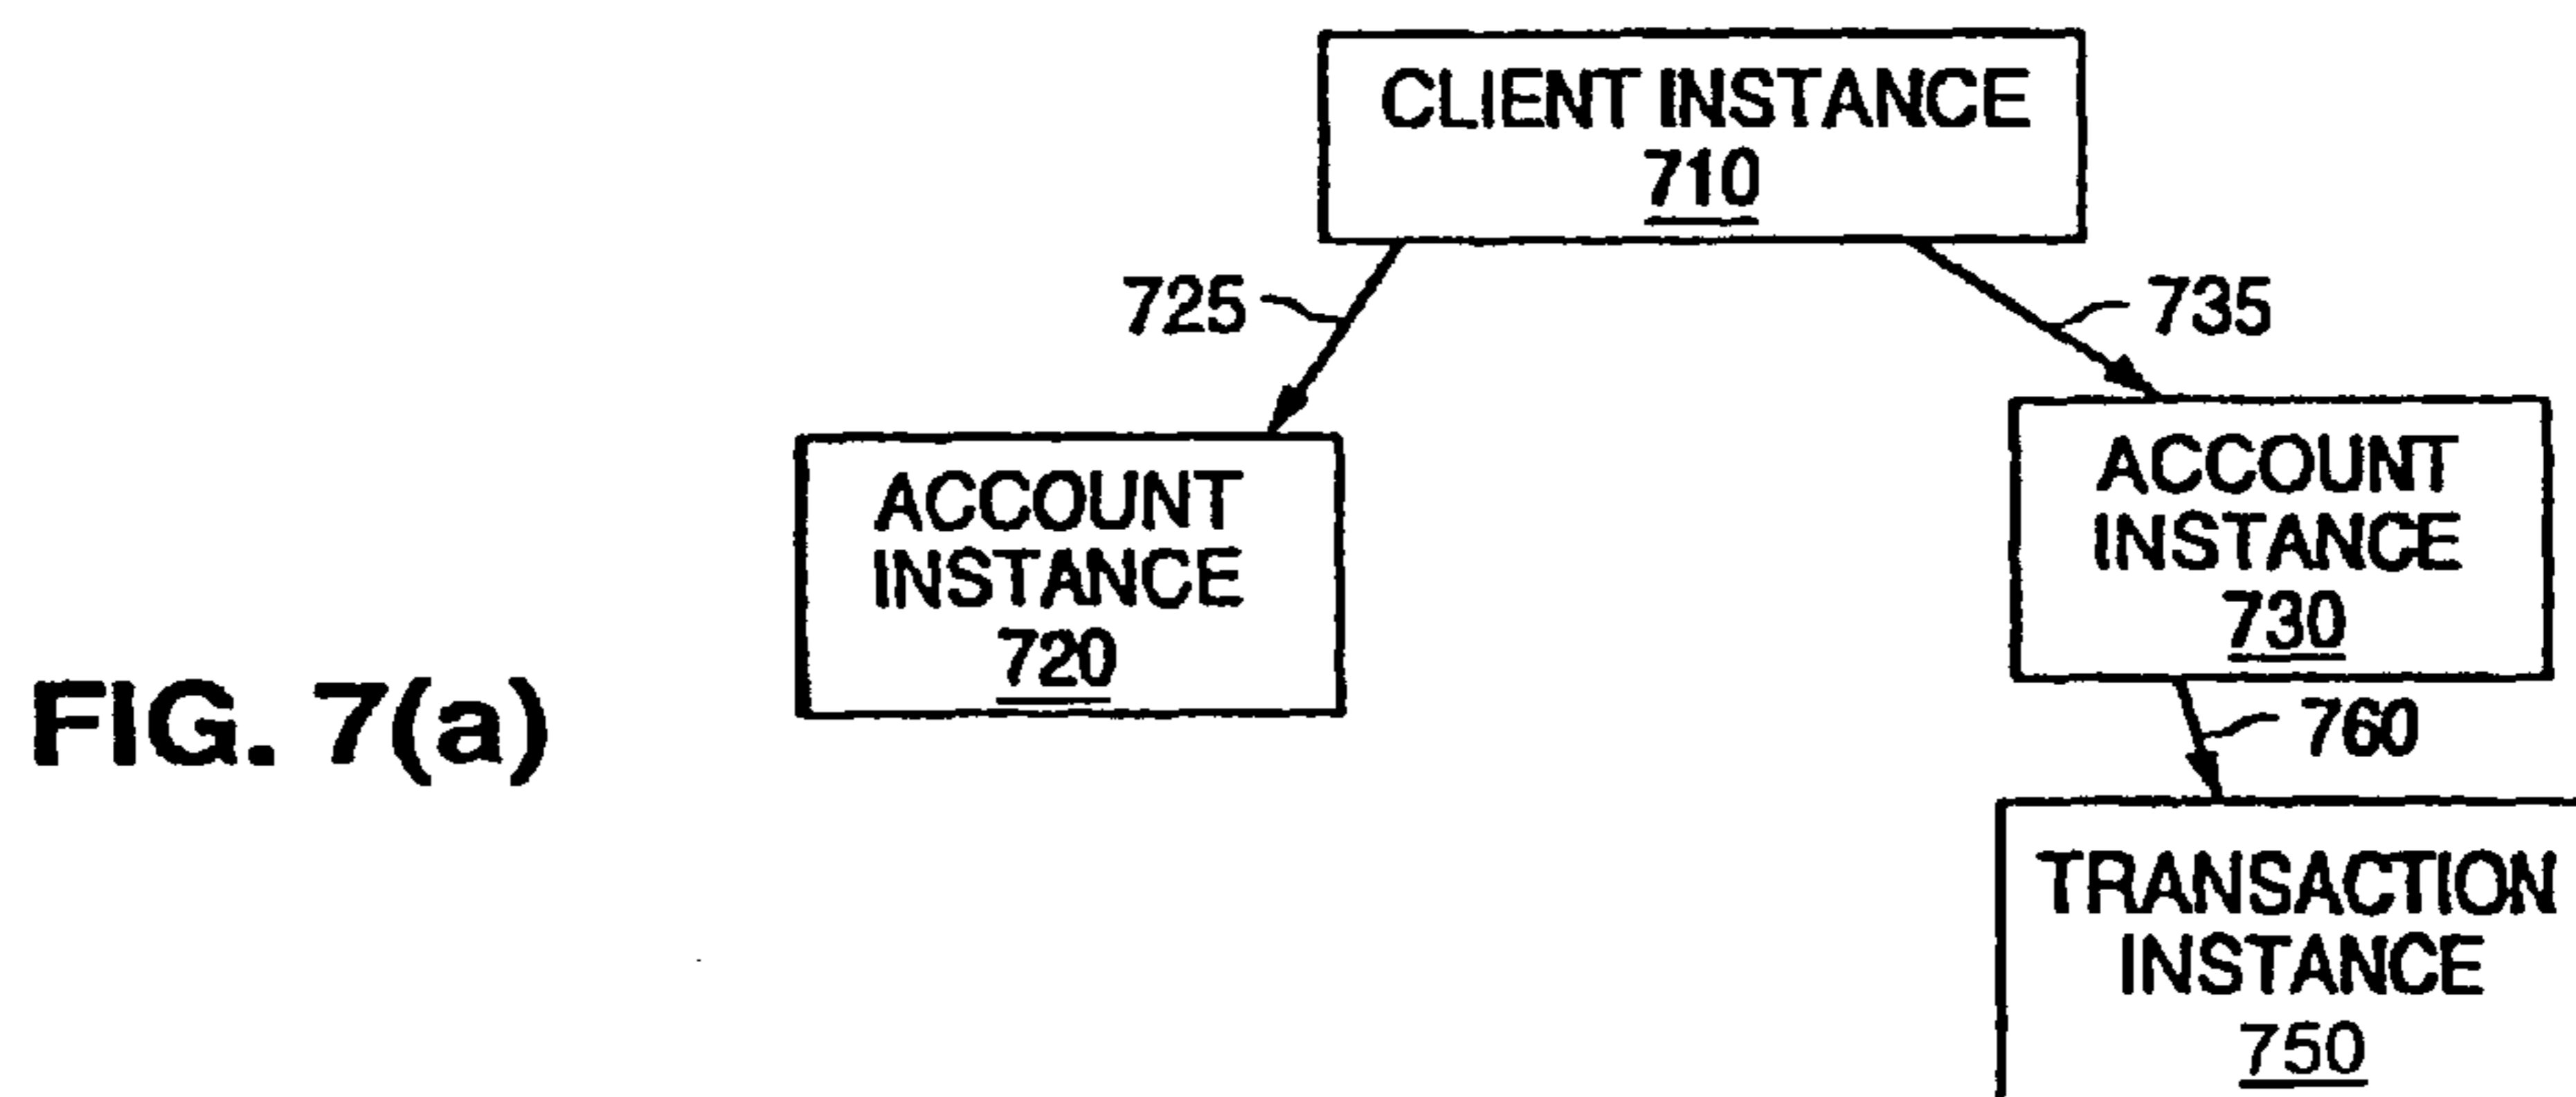 CLIENT INSTANCE
710
725
735
ACCOUNT
INSTANCE
720
ACCOUNT
INSTANCE
730
FIG. 7(a)
760
TRANSACTION
INSTANCE
750